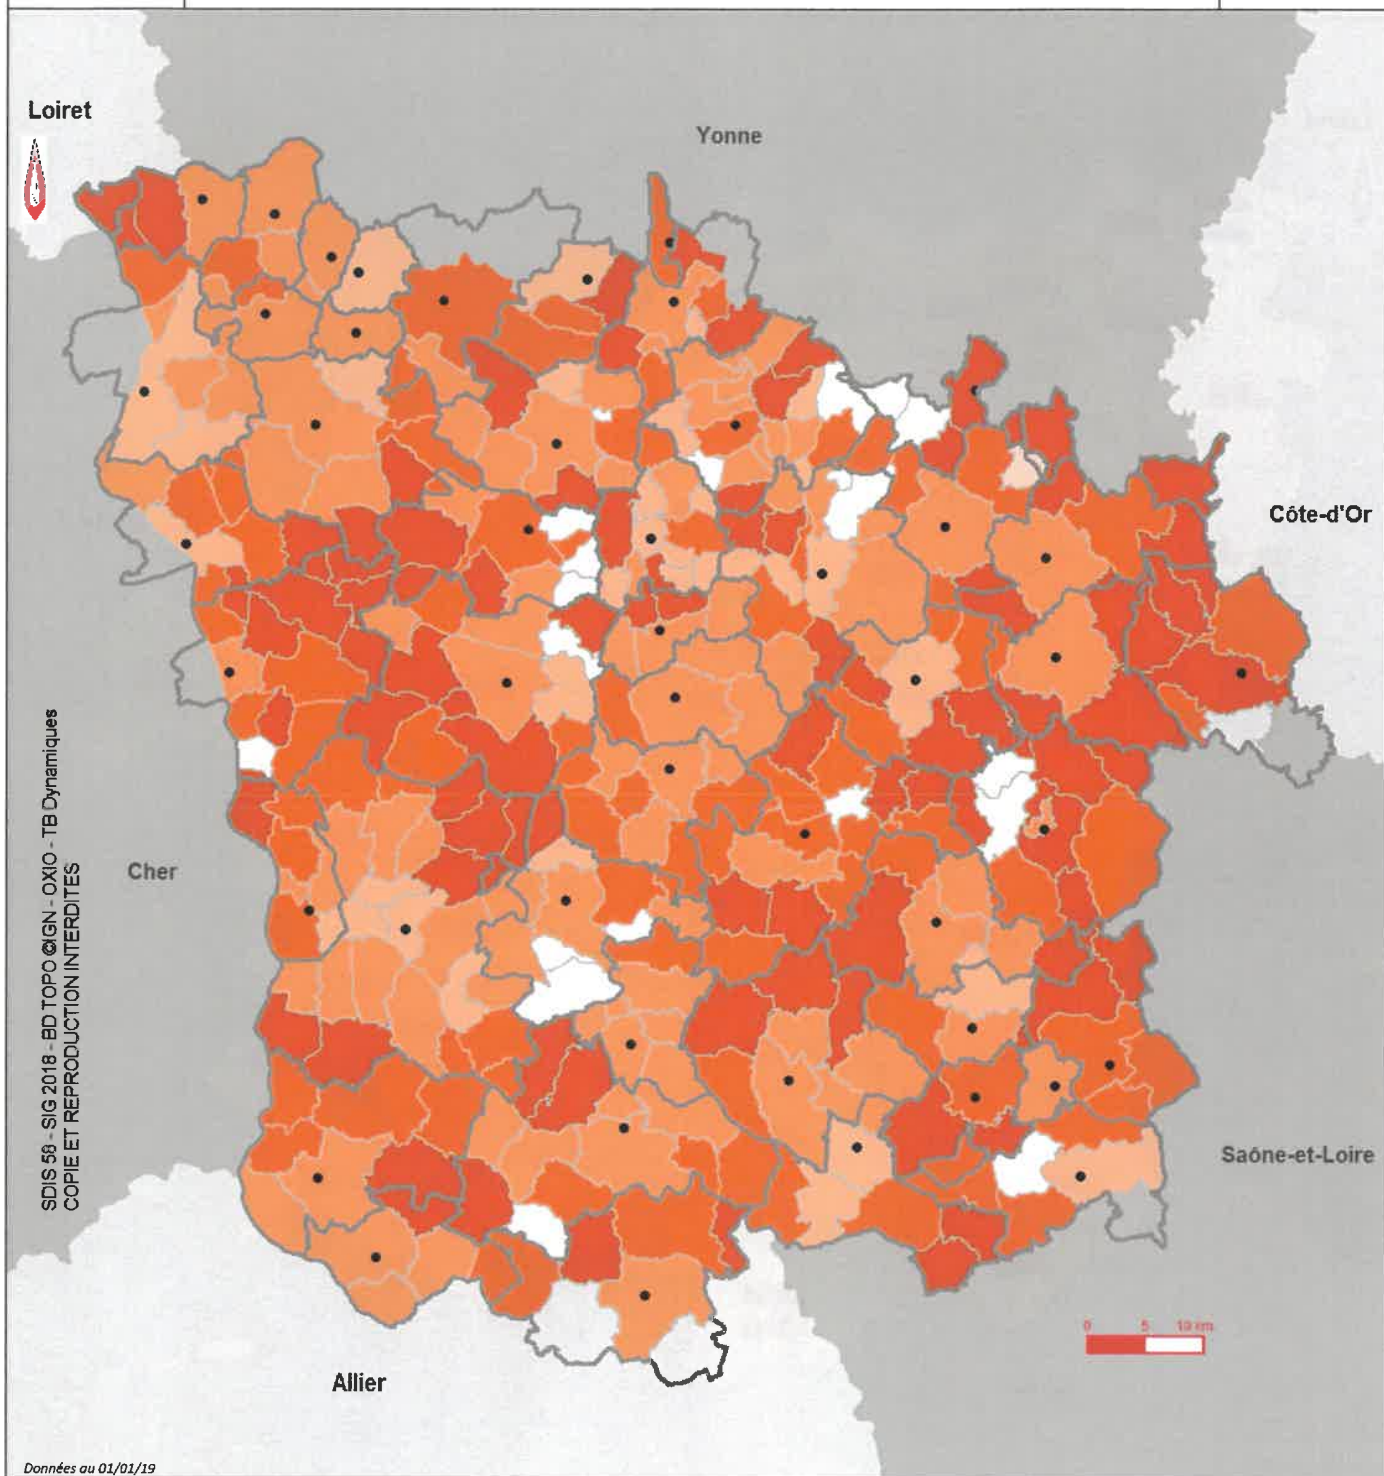 Loiret
Yonne
Côte-d'Or
Cher
SDIS 58 - SIG 2018 - BD TOPO ©IGN - OXIO - TB Dynamiques
COPIE ET REPRODUCTION INTERDITES
Saône-et-Loire
0 5 10 km
Allier
Données au 01/01/19